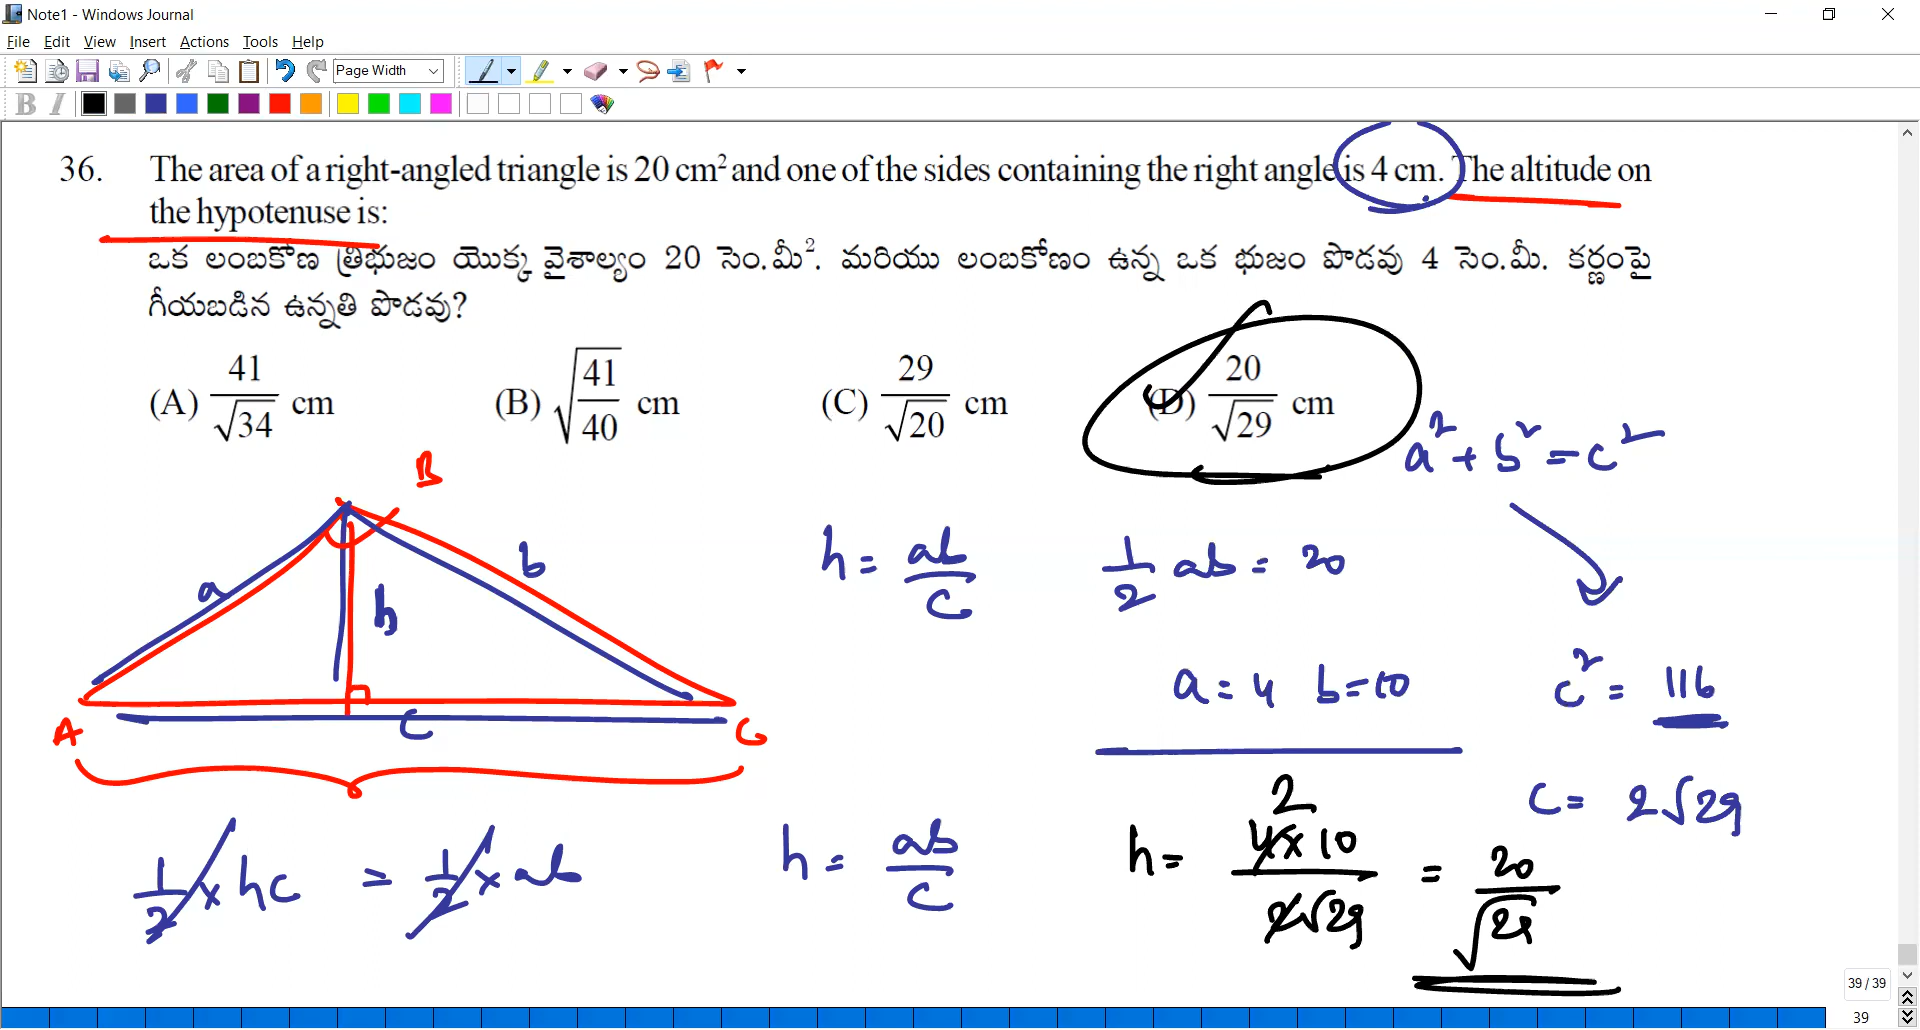 Note1 - Windows Journal
File Edit View Insert Actions Tools Help
Page Width
B I
36. The area of a right-angled triangle is 20 cm² and one of the sides containing the right angle is 4 cm. The altitude on
the hypotenuse is:
ఒక లంబకోణ త్రిభుజం యొక్క వైశాల్యం 20 సెం.మీ². మరియు లంబకోణం ఉన్న ఒక భుజం పొడవు 4 సెం.మీ. కర్ణంపై
గీయబడిన ఉన్నతి పొడవు?
(A) 41/√34 cm (B) √(41/40) cm (C) 29/√20 cm (D) 20/√29 cm
a² + b² = c²
B
a b h
h = ab/c 1/2 ab = 20
a = 4 b = 10 c² = 116
A c C
c = 2√29
1/2 × hc = 1/2 × ab h = ab/c h = 2 4 × 10 / 2√29 = 20/√29
39 / 39
39